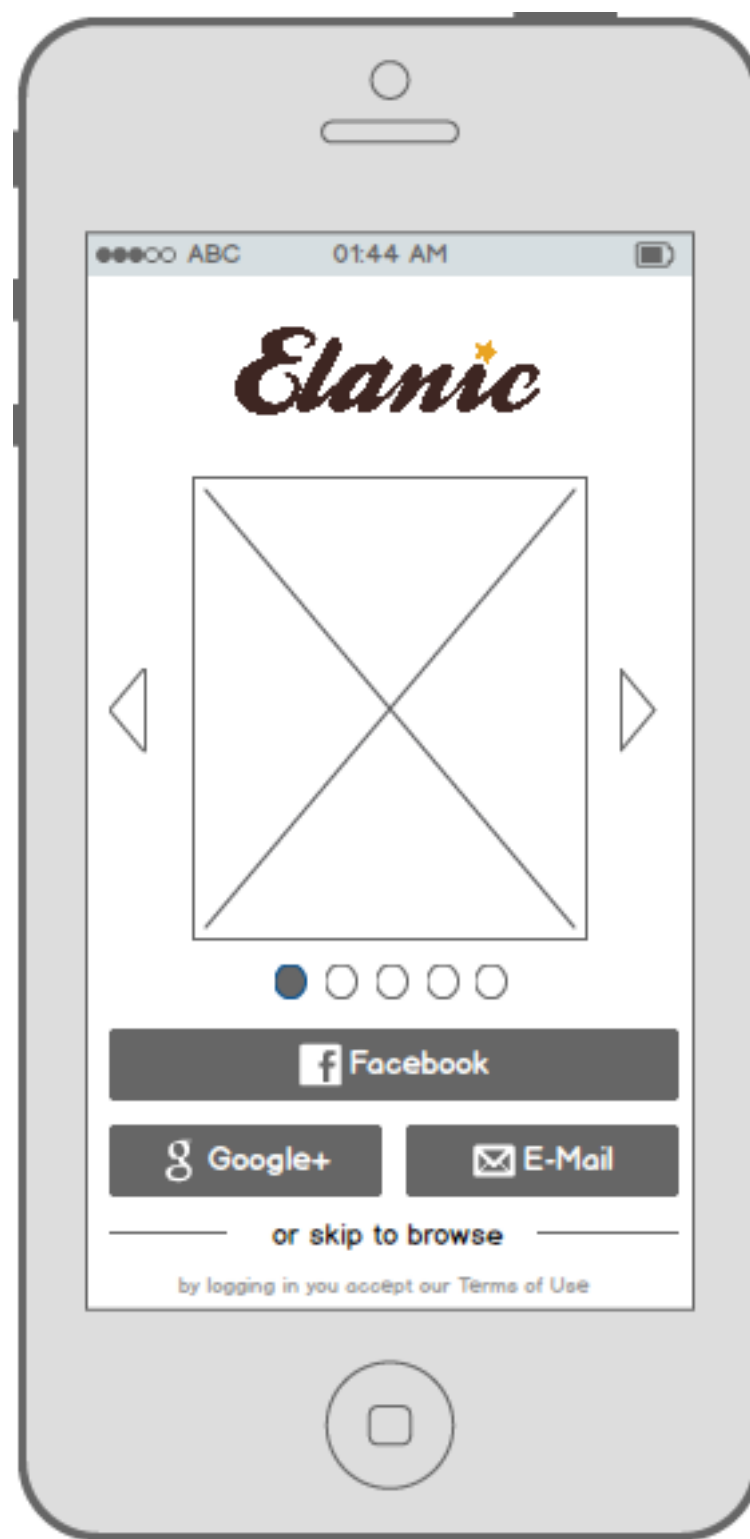 ABC 01:44 AM
Elanic
Facebook
Google+ E-Mail
or skip to browse
by logging in you accept our Terms of Use